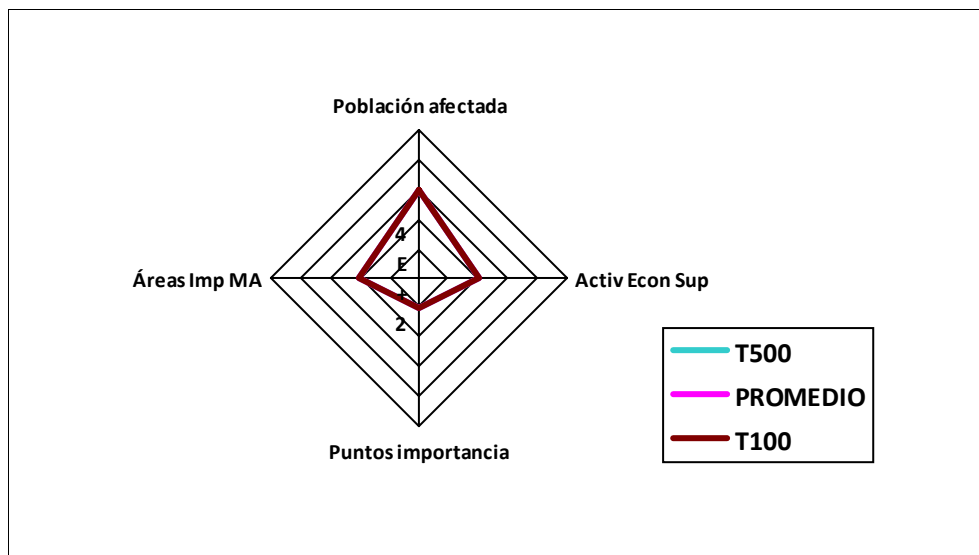 Población afectada
4
E
Áreas Imp MA
Activ Econ Sup
+
2
Puntos importancia
T500
PROMEDIO
T100